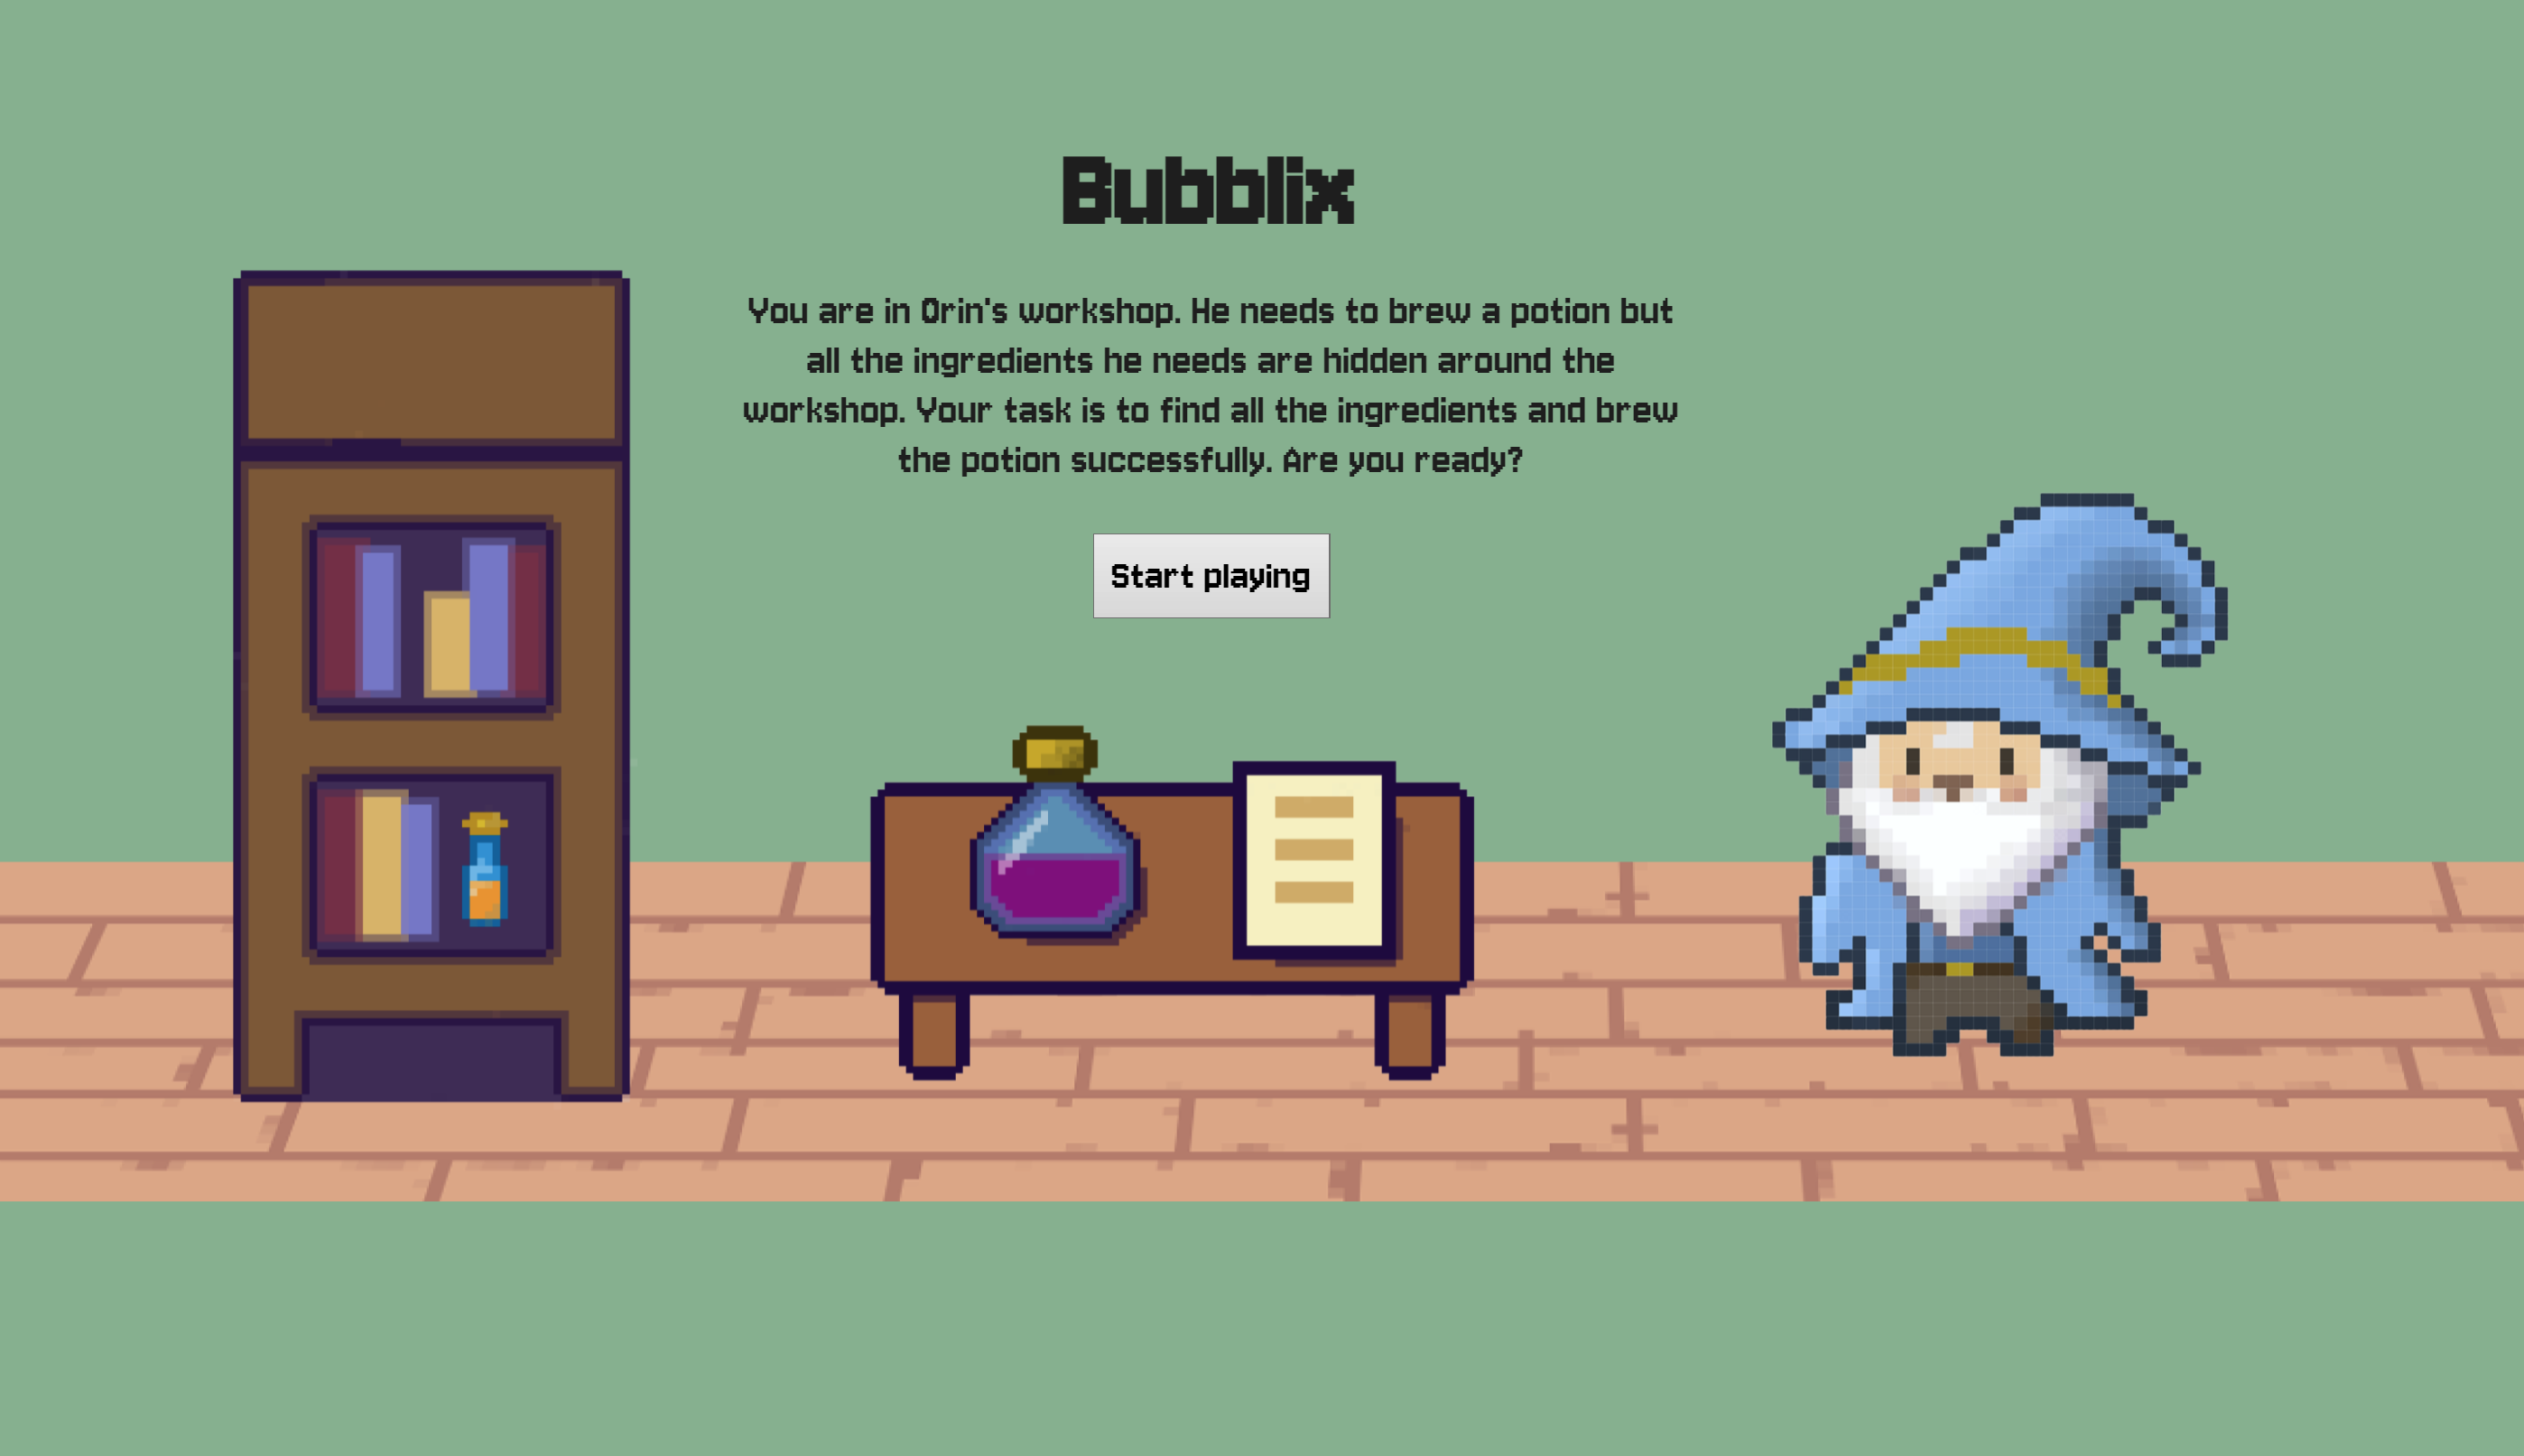 Bubblix
You are in Orin's workshop. He needs to brew a potion but
all the ingredients he needs are hidden around the
workshop. Your task is to find all the ingredients and brew
the potion successfully. Are you ready?
Start playing